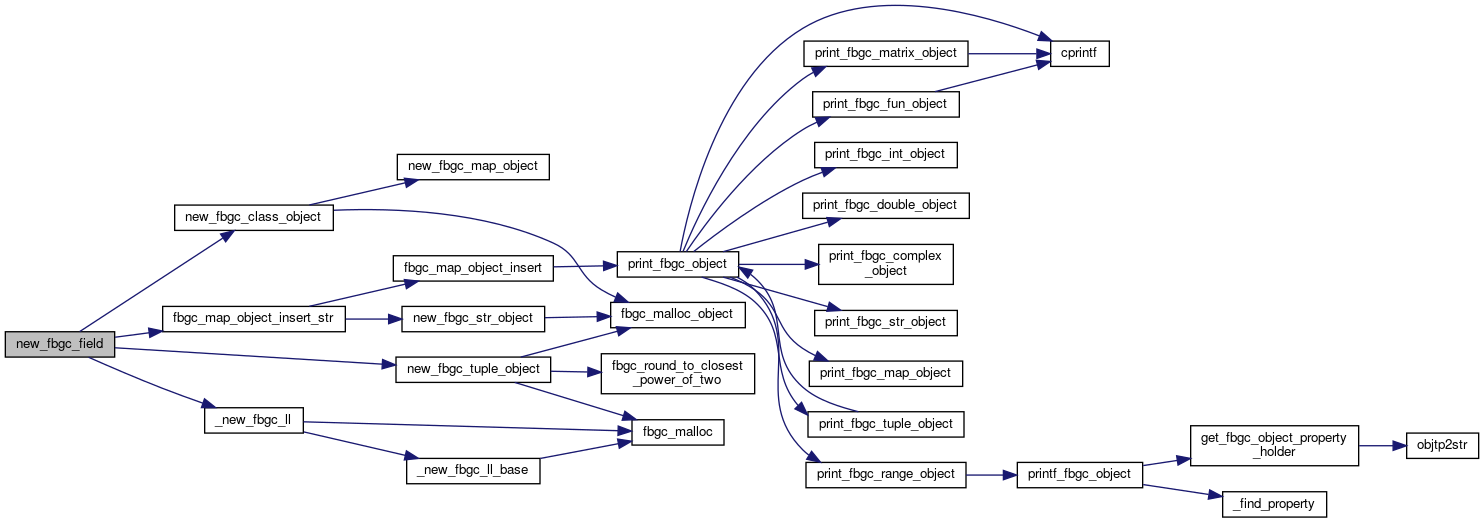 new_fbgc_field
new_fbgc_class_object
fbgc_map_object_insert_str
new_fbgc_tuple_object
_new_fbgc_ll
new_fbgc_map_object
fbgc_map_object_insert
new_fbgc_str_object
_new_fbgc_ll_base
print_fbgc_object
fbgc_malloc_object
fbgc_round_to_closest
_power_of_two
fbgc_malloc
print_fbgc_matrix_object
print_fbgc_fun_object
print_fbgc_int_object
print_fbgc_double_object
print_fbgc_complex
_object
print_fbgc_str_object
print_fbgc_map_object
print_fbgc_tuple_object
print_fbgc_range_object
cprintf
printf_fbgc_object
get_fbgc_object_property
_holder
_find_property
objtp2str